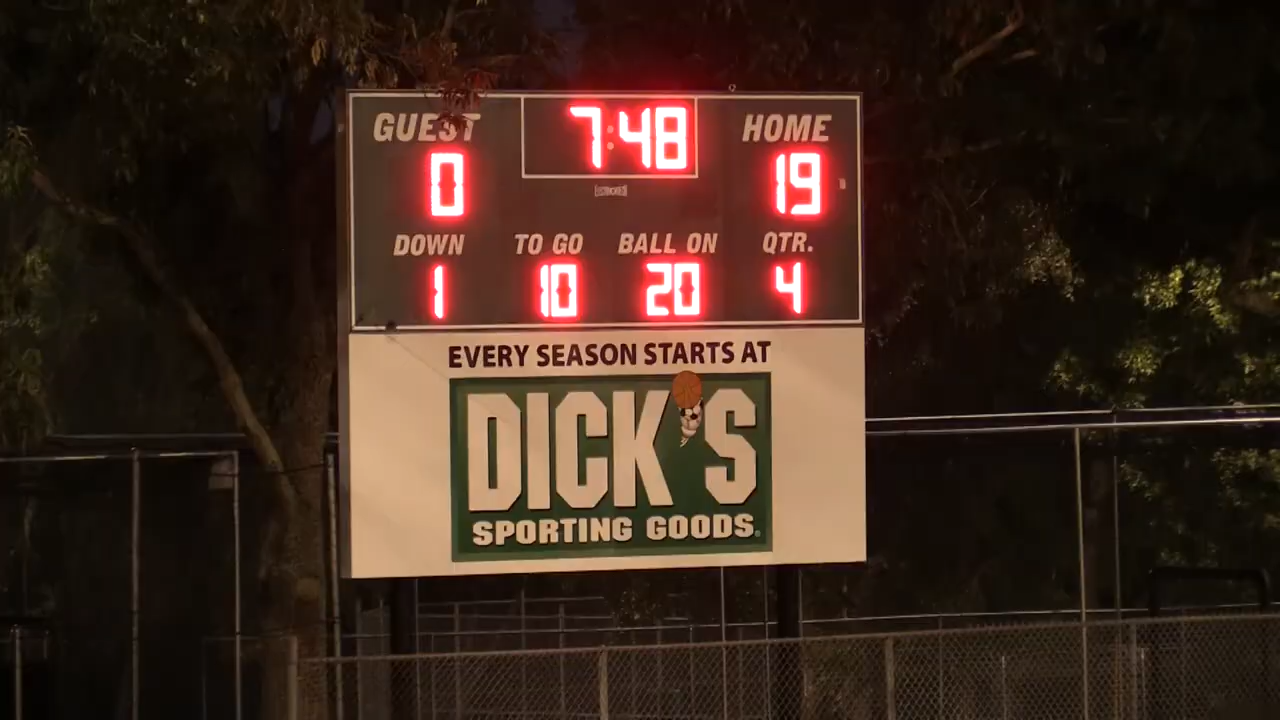 GUEST 7:48 HOME
0 19
DOWN TO GO BALL ON QTR.
1 10 20 4
EVERY SEASON STARTS AT
DICK'S
SPORTING GOODS.